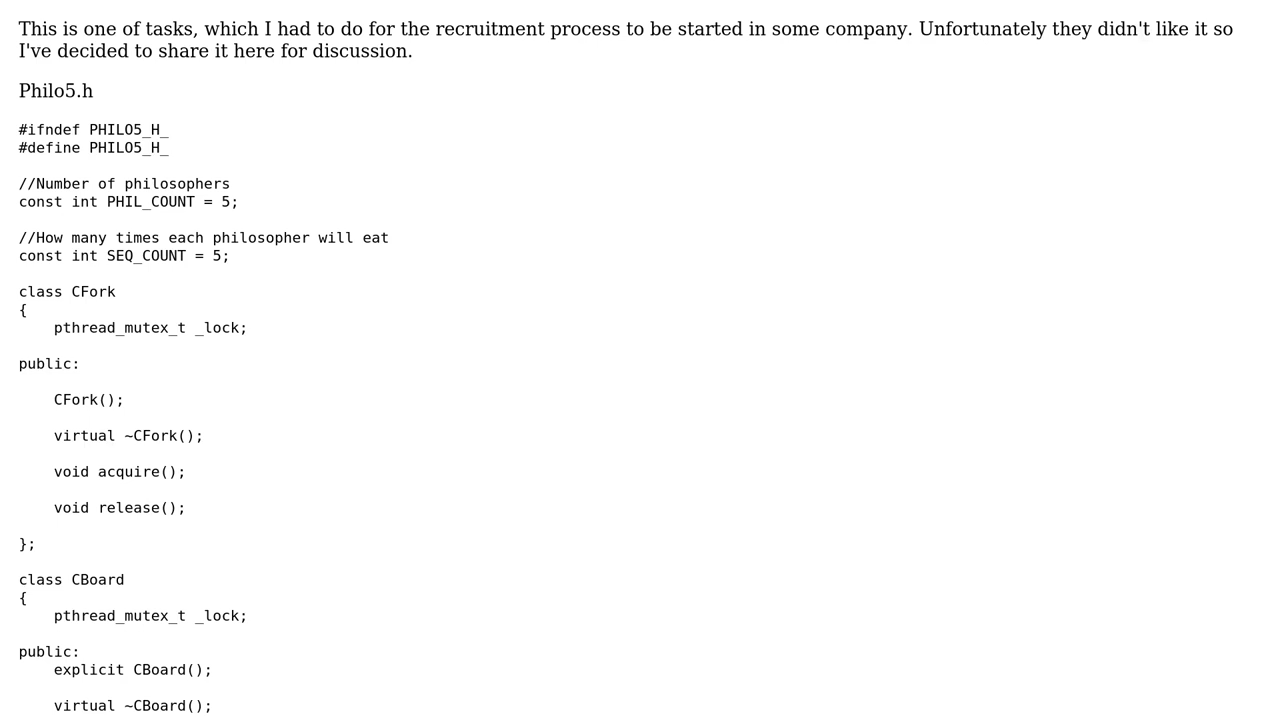 This is one of tasks, which I had to do for the recruitment process to be started in some company. Unfortunately they didn't like it so
I've decided to share it here for discussion.
Philo5.h
#ifndef PHILO5_H_
#define PHILO5_H_
//Number of philosophers
const int PHIL_COUNT = 5;
//How many times each philosopher will eat
const int SEQ_COUNT = 5;
class CFork
{
    pthread_mutex_t _lock;
public:
    CFork();
    virtual ~CFork();
    void acquire();
    void release();
};
class CBoard
{
    pthread_mutex_t _lock;
public:
    explicit CBoard();
    virtual ~CBoard();